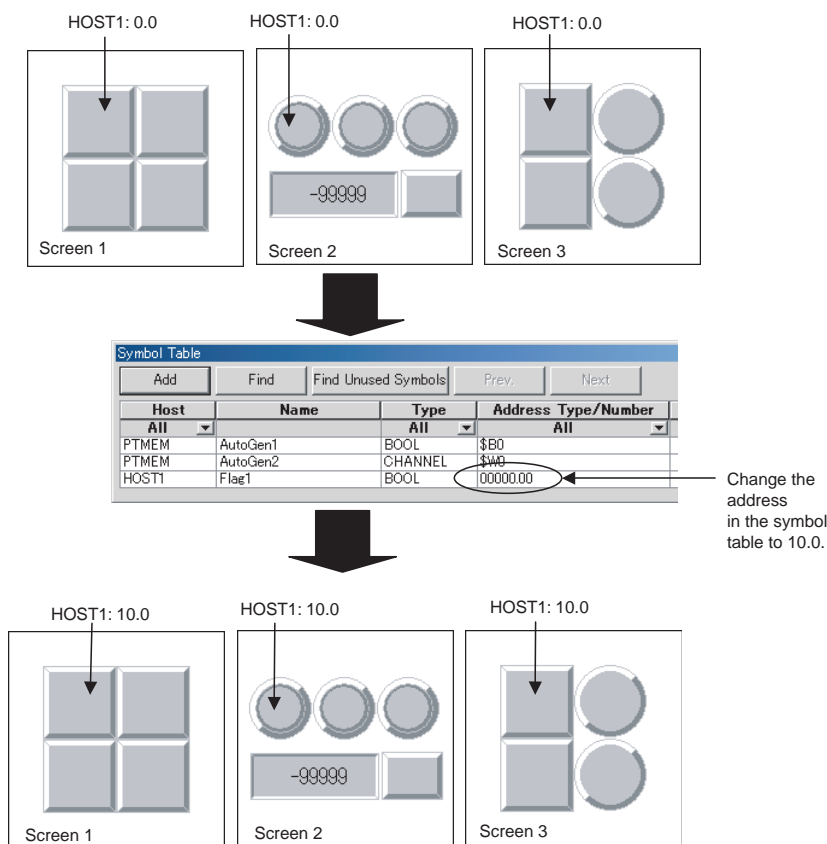 HOST1: 0.0
HOST1: 0.0
HOST1: 0.0
-99999
Screen 1
Screen 2
Screen 3
Symbol Table
Add
Find
Find Unused Symbols
Prev.
Next
Host
Name
Type
Address Type/Number
All
All
All
PTMEM
AutoGen1
BOOL
$B0
PTMEM
AutoGen2
CHANNEL
$W0
HOST1
Flag1
BOOL
00000.00
Change the
address
in the symbol
table to 10.0.
HOST1: 10.0
HOST1: 10.0
HOST1: 10.0
-99999
Screen 1
Screen 2
Screen 3